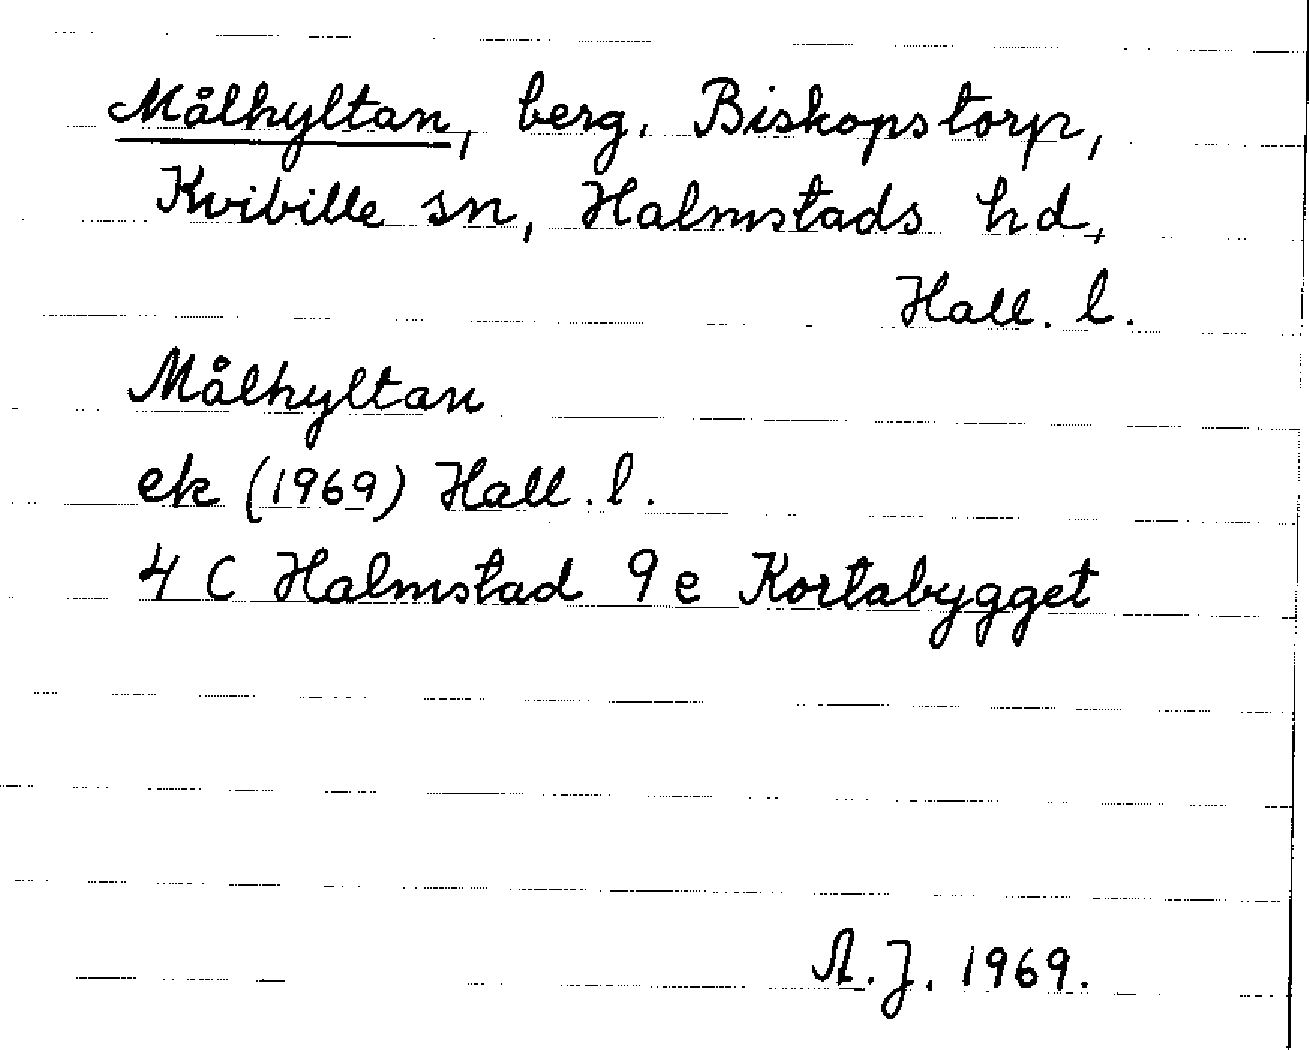 Målhyltan, berg, Biskopstorp,
Kvibille sn, Halmstads hd,
Hall. l.
Målhyltan
ek (1969) Hall. l.
4 C Halmstad 9 e Kortabygget
A.J. 1969.